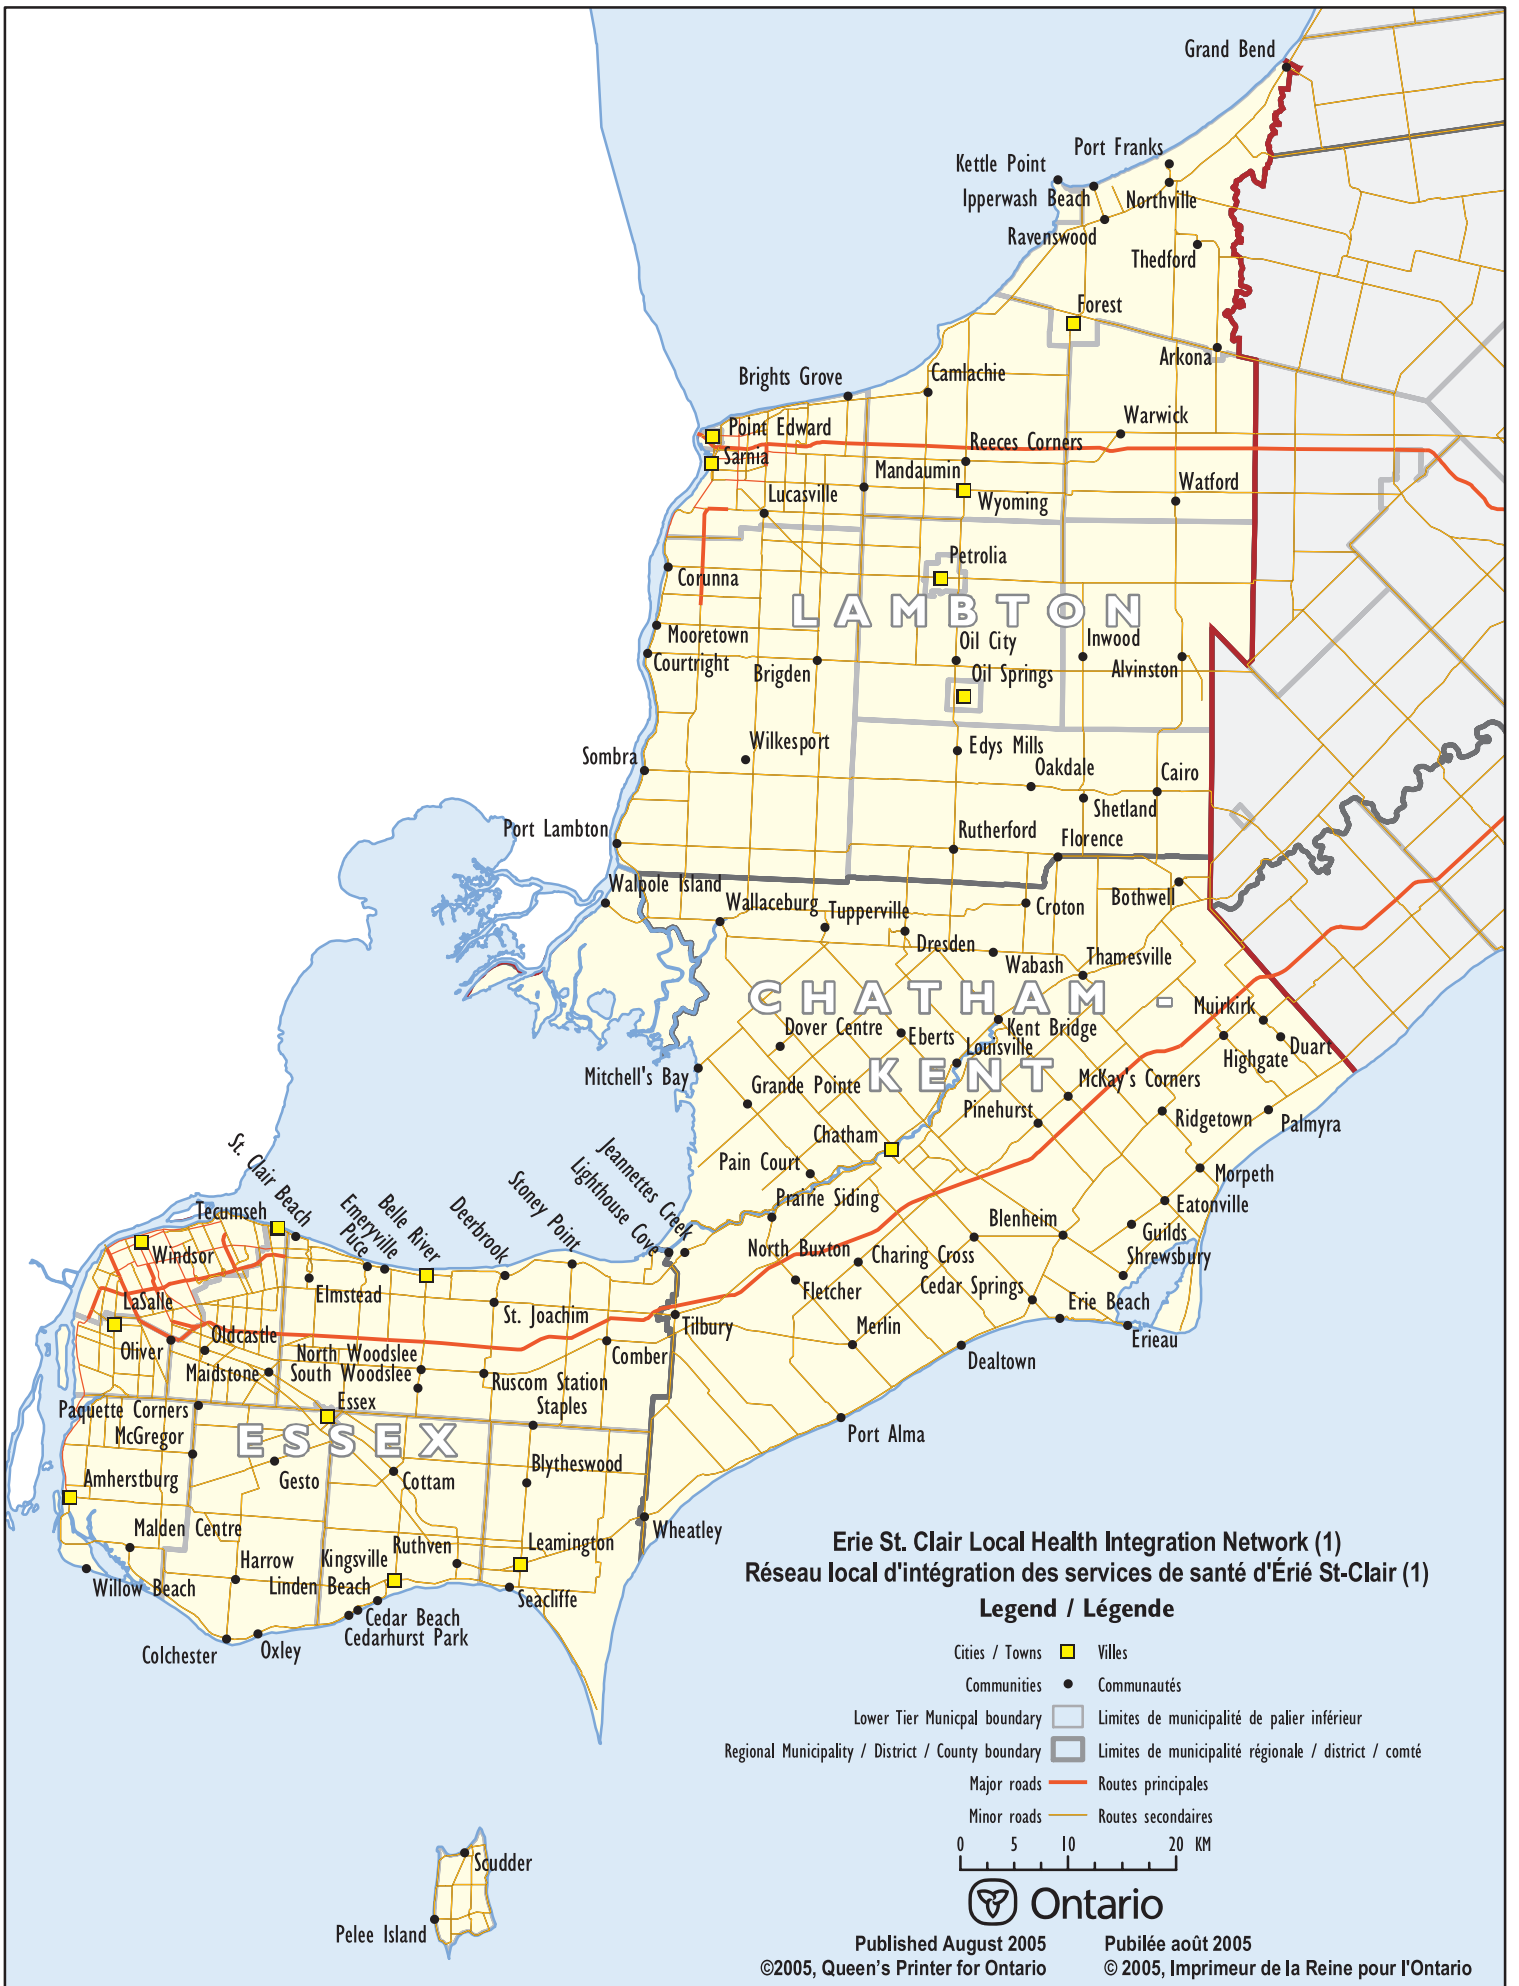 Grand Bend
Port Franks
Kettle Point
Ipperwash Beach
Northville
Ravenswood
Thedford
Forest
Arkona
Camlachie
Brights Grove
Warwick
Point Edward
Reeces Corners
Sarnia
Mandaumin
Watford
Lucasville
Wyoming
Petrolia
Corunna
LAMBTON
Mooretown
Oil City
Inwood
Courtright
Brigden
Oil Springs
Alvinston
Wilkesport
Edys Mills
Sombra
Oakdale
Cairo
Shetland
Port Lambton
Rutherford
Florence
Walpole Island
Bothwell
Wallaceburg
Tupperville
Croton
Dresden
Wabash
Thamesville
CHATHAM -
Muirkirk
Dover Centre
Eberts
Kent Bridge
Duart
Louisville
Highgate
KENT
Mitchell's Bay
Grande Pointe
McKay's Corners
Pinehurst
Ridgetown
Palmyra
Chatham
St. Clair Beach
Jeannettes Creek
Lighthouse Cove
Stoney Point
Deerbrook
Belle River
Emeryville
Puce
Pain Court
Morpeth
Prairie Siding
Eatonville
Tecumseh
Blenheim
Guilds
Windsor
North Buxton
Charing Cross
Shrewsbury
Elmstead
Fletcher
Cedar Springs
LaSalle
St. Joachim
Erie Beach
Tilbury
Merlin
Erieau
Oldcastle
Oliver
North Woodslee
Comber
Dealtown
Maidstone
South Woodslee
Ruscom Station
Essex
Staples
Paquette Corners
Port Alma
McGregor
ESSEX
Blytheswood
Amherstburg
Gesto
Cottam
Malden Centre
Wheatley
Ruthven
Leamington
Harrow
Kingsville
Willow Beach
Linden Beach
Seacliffe
Cedar Beach
Cedarhurst Park
Colchester
Oxley
Scudder
Pelee Island
Erie St. Clair Local Health Integration Network (1)
Réseau local d'intégration des services de santé d'Érié St-Clair (1)
Legend / Légende
Cities / Towns Villes
Communities Communautés
Lower Tier Municpal boundary Limites de municipalité de palier inférieur
Regional Municipality / District / County boundary Limites de municipalité régionale / district / comté
Major roads Routes principales
Minor roads Routes secondaires
0 5 10 20 KM
Ontario
Published August 2005 Pubilée août 2005
©2005, Queen's Printer for Ontario © 2005, Imprimeur de la Reine pour l'Ontario